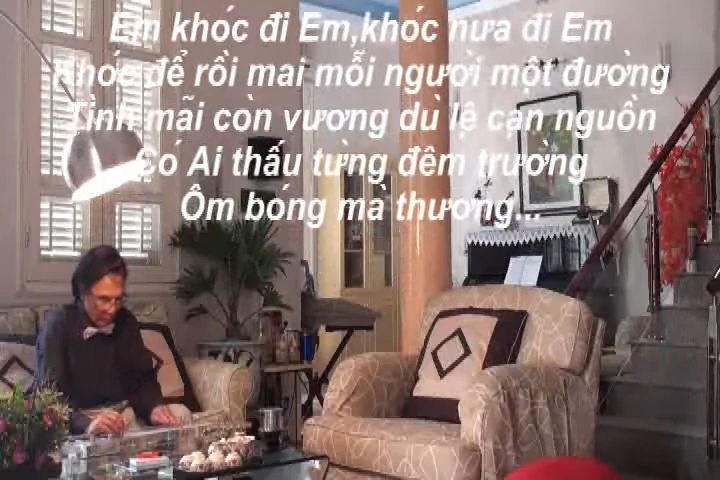 Em khóc đi Em,khóc nưa đi Em
Khóc để rồi mai mỗi người một đường
Tình mãi còn vương dù lệ cạn nguồn
Có Ai thấu từng đêm trường
Ôm bóng mà thương...